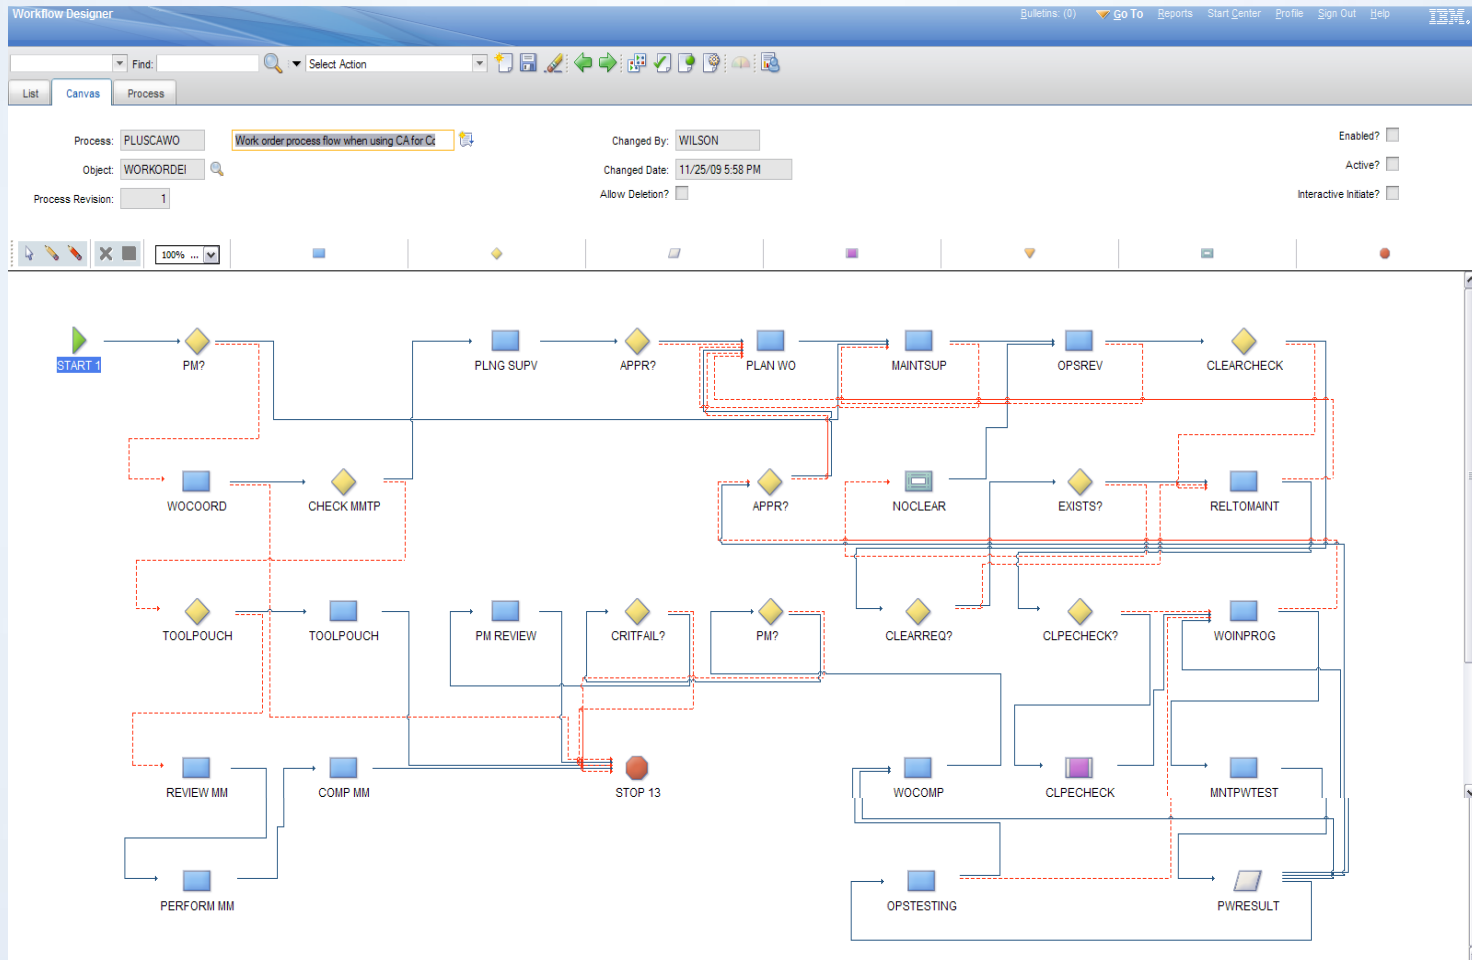 Workflow Designer
Bulletins: (0) Go To Reports Start Center Profile Sign Out Help IBM.
Find: Select Action
List Canvas Process
Process: PLUSCAWO Work order process flow when using CA for Cc Changed By: WILSON Enabled?
Object: WORKORDEI Changed Date: 11/25/09 5:58 PM Active?
Process Revision: 1 Allow Deletion? Interactive Initiate?
100% ...
START 1 PM? PLNG SUPV APPR? PLAN WO MAINTSUP OPSREV CLEARCHECK
WOCOORD CHECK MMTP APPR? NOCLEAR EXISTS? RELTOMAINT
TOOLPOUCH TOOLPOUCH PM REVIEW CRITFAIL? PM? CLEARREQ? CLPECHECK? WOINPROG
REVIEW MM COMP MM STOP 13 WOCOMP CLPECHECK MNTPWTEST
PERFORM MM OPSTESTING PWRESULT